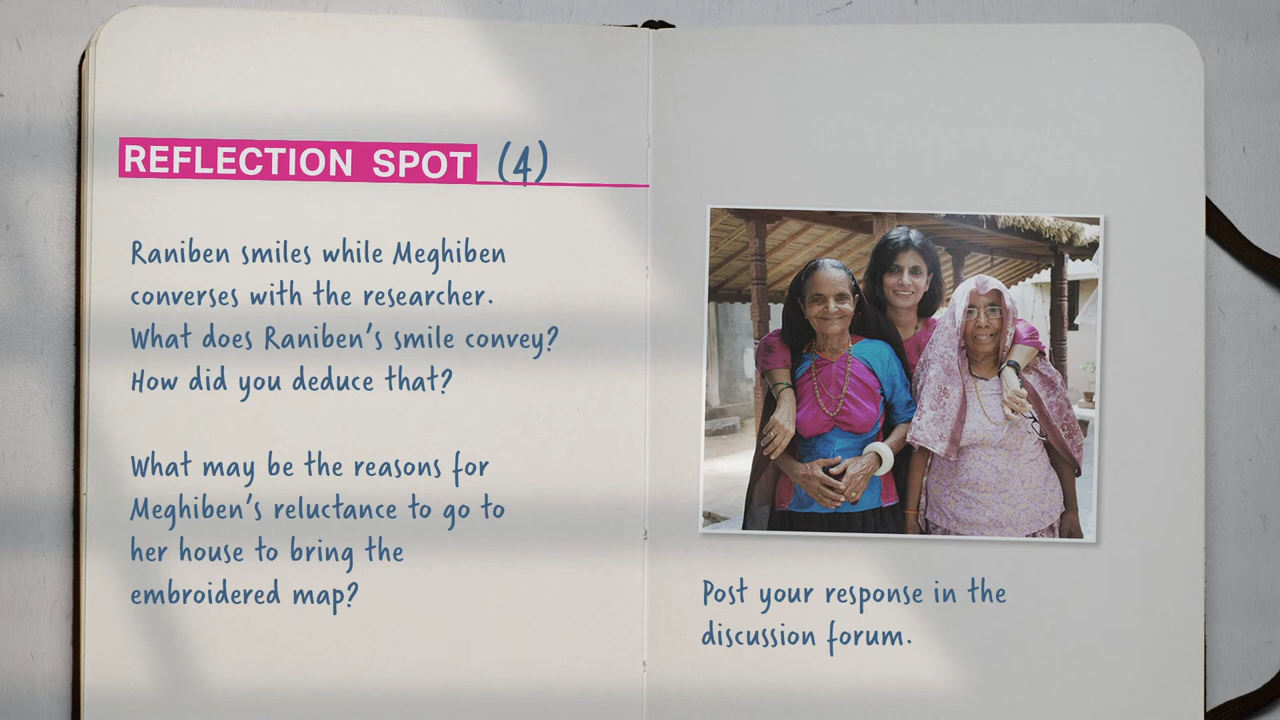 REFLECTION SPOT (4)
Raniben smiles while Meghiben
converses with the researcher.
What does Raniben's smile convey?
How did you deduce that?
What may be the reasons for
Meghiben's reluctance to go to
her house to bring the
embroidered map?
Post your response in the
discussion forum.